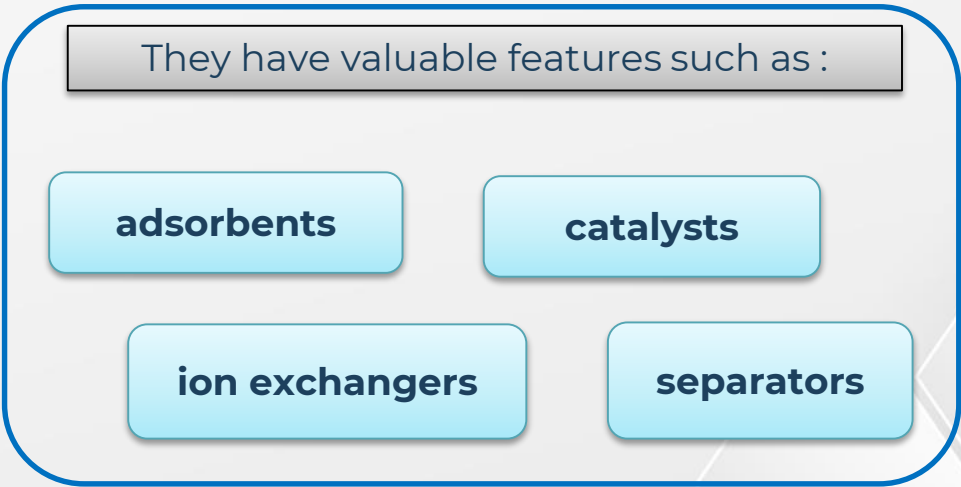 They have valuable features such as :
adsorbents
catalysts
ion exchangers
separators